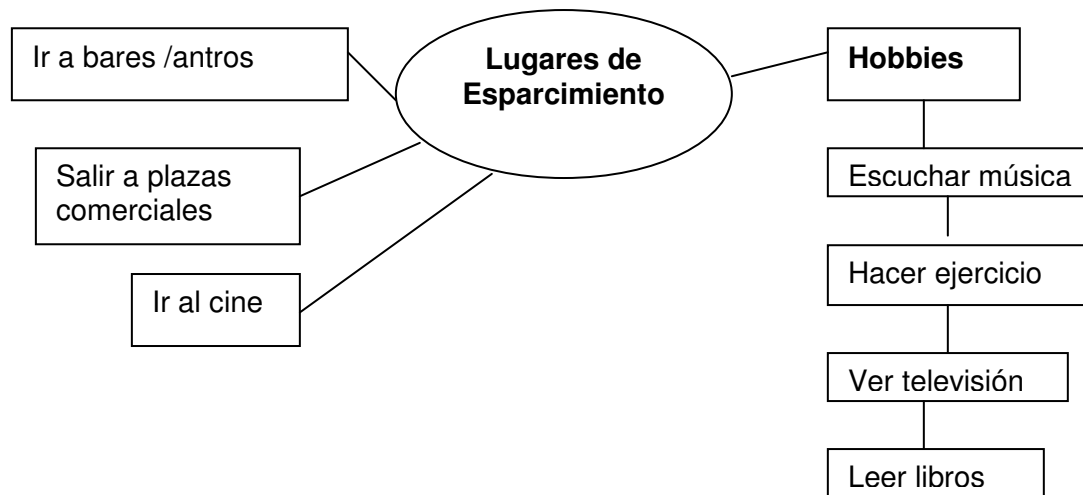 Ir a bares /antros
Lugares de
Esparcimiento
Hobbies
Salir a plazas
comerciales
Escuchar música
Ir al cine
Hacer ejercicio
Ver televisión
Leer libros